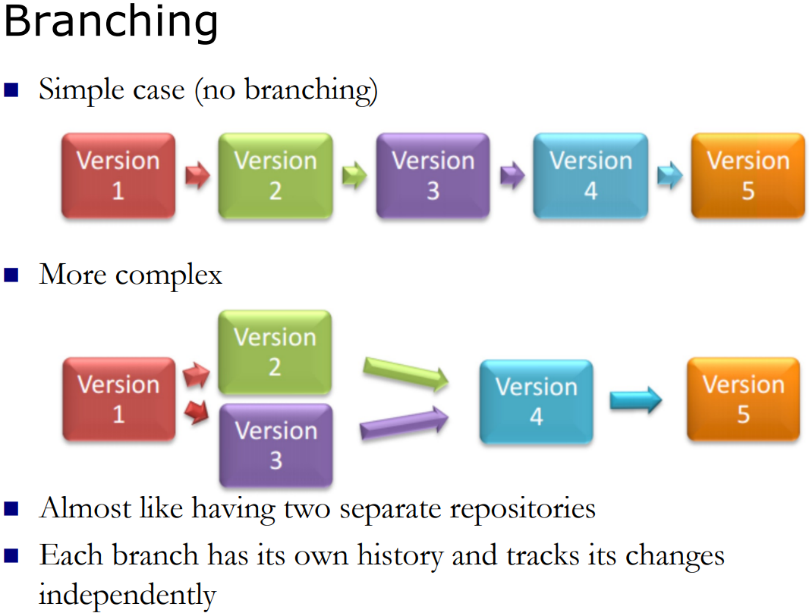 Branching
Simple case (no branching)
Version
1
Version
2
Version
3
Version
4
Version
5
More complex
Version
1
Version
2
Version
3
Version
4
Version
5
Almost like having two separate repositories
Each branch has its own history and tracks its changes
independently